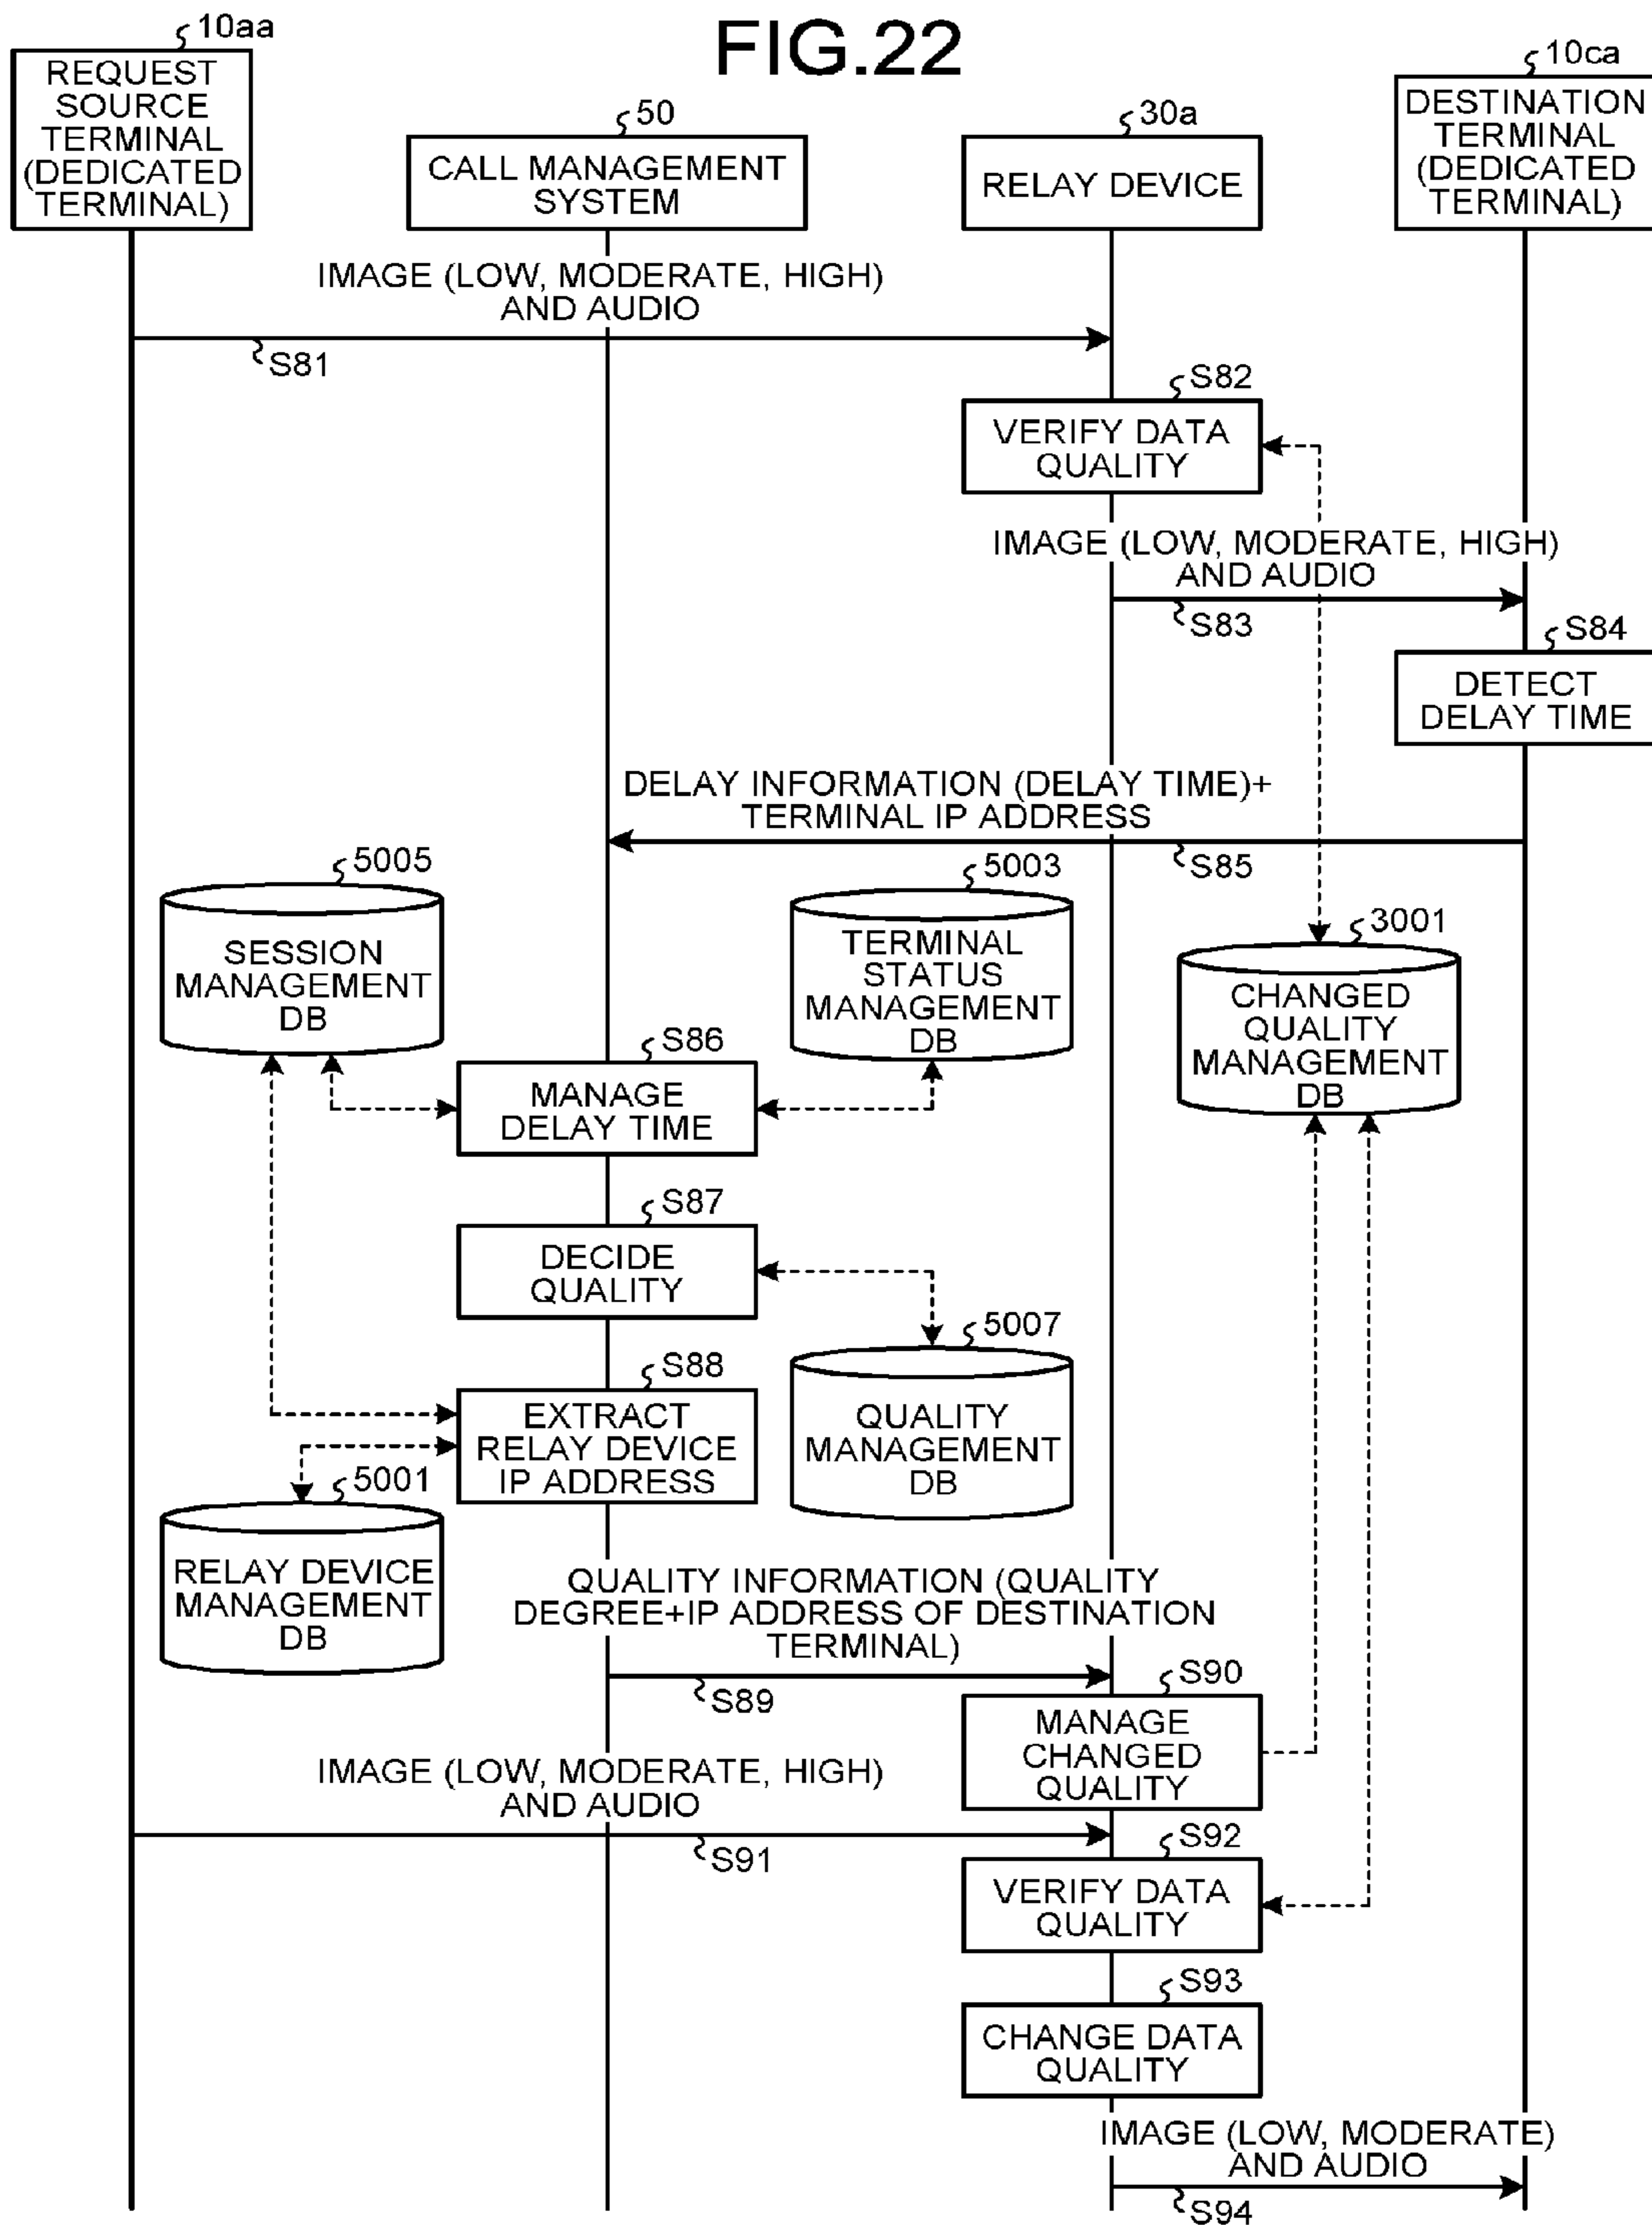 FIG.22
10aa
REQUEST
SOURCE
TERMINAL
(DEDICATED
TERMINAL)
50
CALL MANAGEMENT
SYSTEM
30a
RELAY DEVICE
10ca
DESTINATION
TERMINAL
(DEDICATED
TERMINAL)
IMAGE (LOW, MODERATE, HIGH)
AND AUDIO
S81
S82
VERIFY DATA
QUALITY
IMAGE (LOW, MODERATE, HIGH)
AND AUDIO
S83
S84
DETECT
DELAY TIME
DELAY INFORMATION (DELAY TIME)+
TERMINAL IP ADDRESS
S85
5005
SESSION
MANAGEMENT
DB
5003
TERMINAL
STATUS
MANAGEMENT
DB
3001
CHANGED
QUALITY
MANAGEMENT
DB
S86
MANAGE
DELAY TIME
S87
DECIDE
QUALITY
5007
QUALITY
MANAGEMENT
DB
S88
EXTRACT
RELAY DEVICE
IP ADDRESS
5001
RELAY DEVICE
MANAGEMENT
DB
QUALITY INFORMATION (QUALITY
DEGREE+IP ADDRESS OF DESTINATION
TERMINAL)
S89
S90
MANAGE
CHANGED
QUALITY
IMAGE (LOW, MODERATE, HIGH)
AND AUDIO
S91
S92
VERIFY DATA
QUALITY
S93
CHANGE DATA
QUALITY
IMAGE (LOW, MODERATE)
AND AUDIO
S94